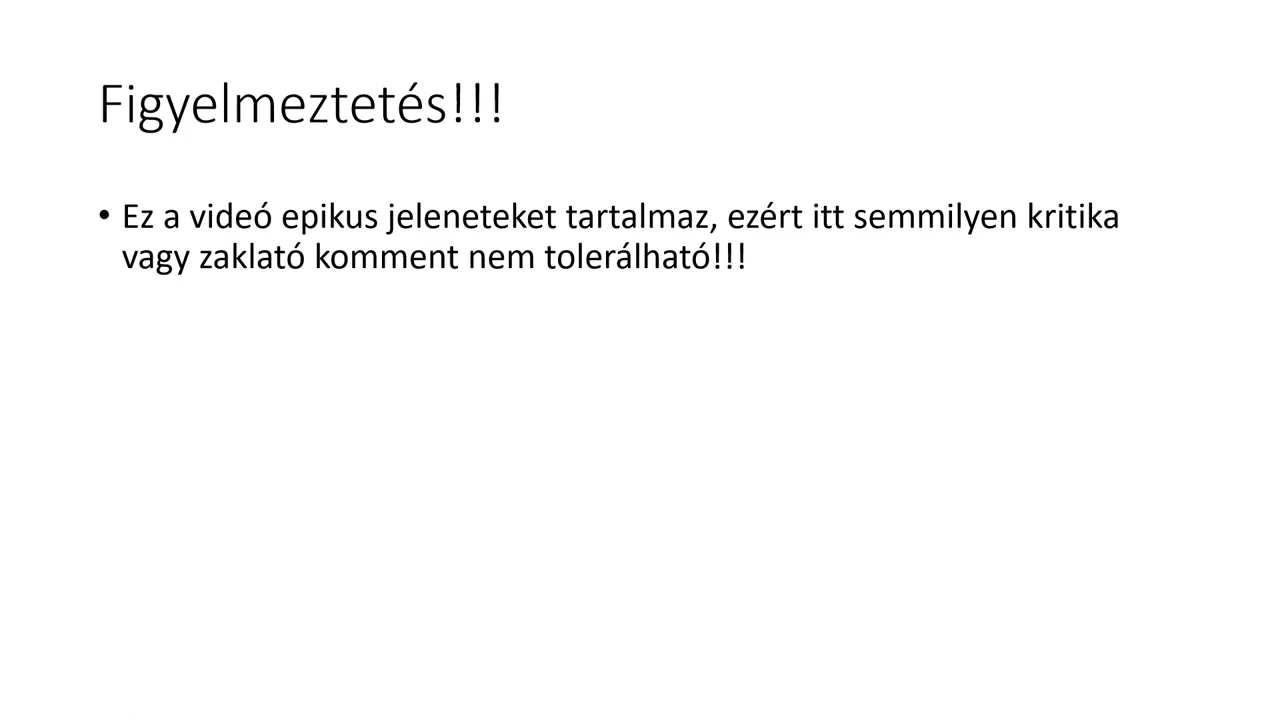 Figyelmeztetés!!!
• Ez a videó epikus jeleneteket tartalmaz, ezért itt semmilyen kritika
vagy zaklató komment nem tolerálható!!!